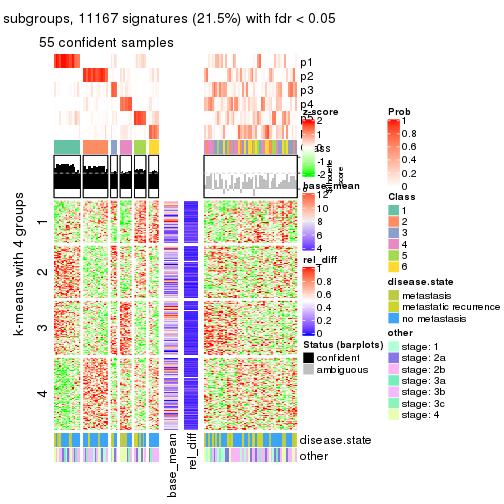 subgroups, 11167 signatures (21.5%) with fdr < 0.05
55 confident samples
p1
p2
p3
p4
z-score
2
1
-1
-2
base_mean
12
10
8
6
4
rel_diff
1
0.8
0.6
0.4
0.2
0
Status (barplots)
confident
ambiguous
Prob
1
0.8
0.6
0.4
0.2
0
Class
1
2
3
4
5
6
disease.state
metastasis
metastatic recurrence
no metastasis
other
stage: 1
stage: 2a
stage: 2b
stage: 3a
stage: 3b
stage: 3c
stage: 4
k-means with 4 groups
1
2
3
4
disease.state
other
base_mean
rel_diff